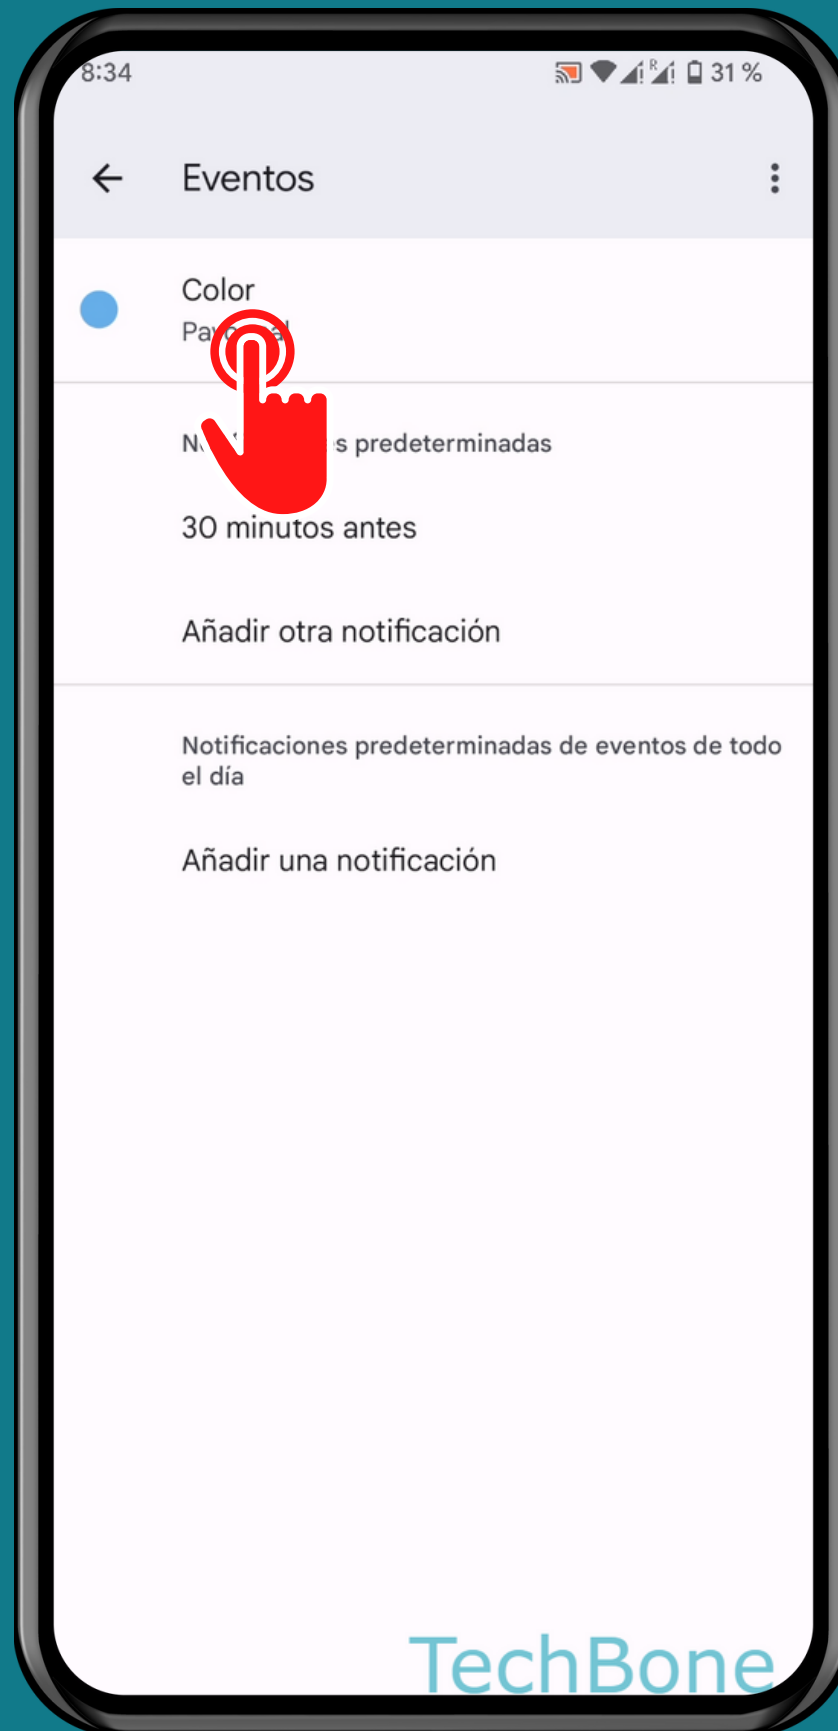 8:34
R
31 %
Eventos
Color
predeterminadas
30 minutos antes
Añadir otra notificación
Notificaciones predeterminadas de eventos de todo
el día
Añadir una notificación
TechBone